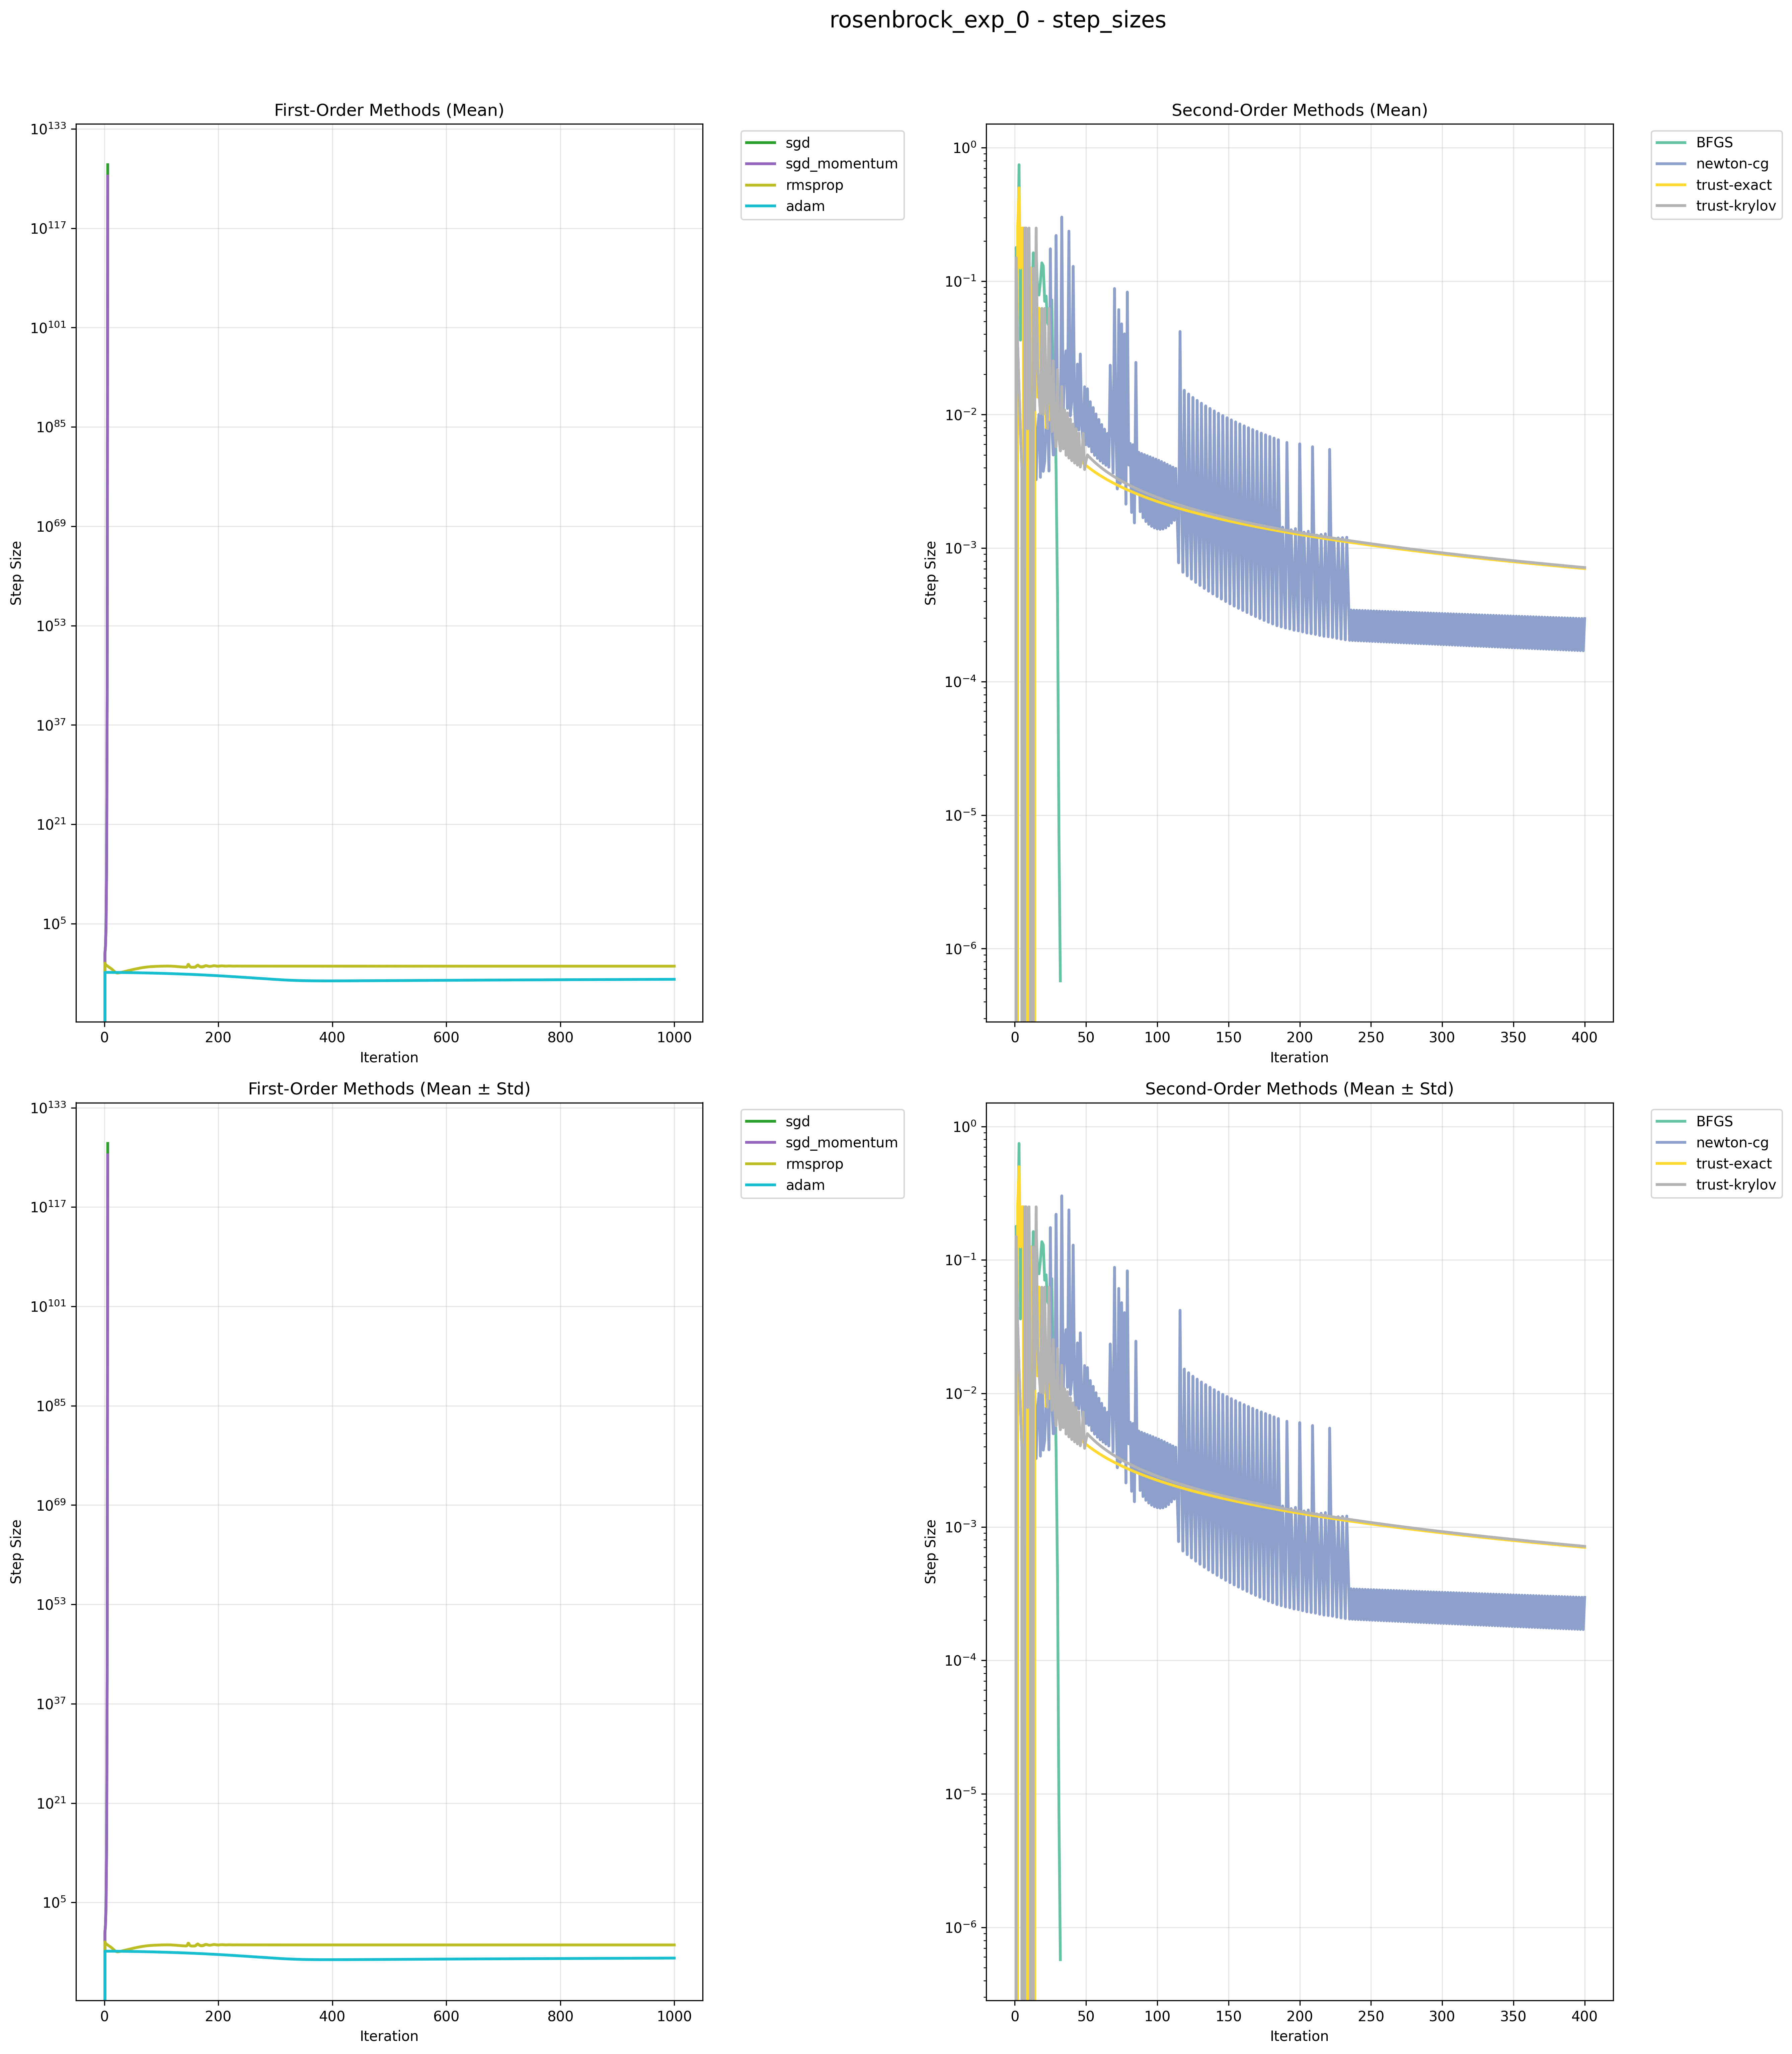 rosenbrock_exp_0 - step_sizes
First-Order Methods (Mean)
10^133
10^117
10^101
10^85
10^69
10^53
10^37
10^21
10^5
Step Size
0 200 400 600 800 1000
Iteration
sgd
sgd_momentum
rmsprop
adam
Second-Order Methods (Mean)
10^0
10^−1
10^−2
10^−3
10^−4
10^−5
10^−6
Step Size
0 50 100 150 200 250 300 350 400
Iteration
BFGS
newton-cg
trust-exact
trust-krylov
First-Order Methods (Mean ± Std)
10^133
10^117
10^101
10^85
10^69
10^53
10^37
10^21
10^5
Step Size
0 200 400 600 800 1000
Iteration
sgd
sgd_momentum
rmsprop
adam
Second-Order Methods (Mean ± Std)
10^0
10^−1
10^−2
10^−3
10^−4
10^−5
10^−6
Step Size
0 50 100 150 200 250 300 350 400
Iteration
BFGS
newton-cg
trust-exact
trust-krylov